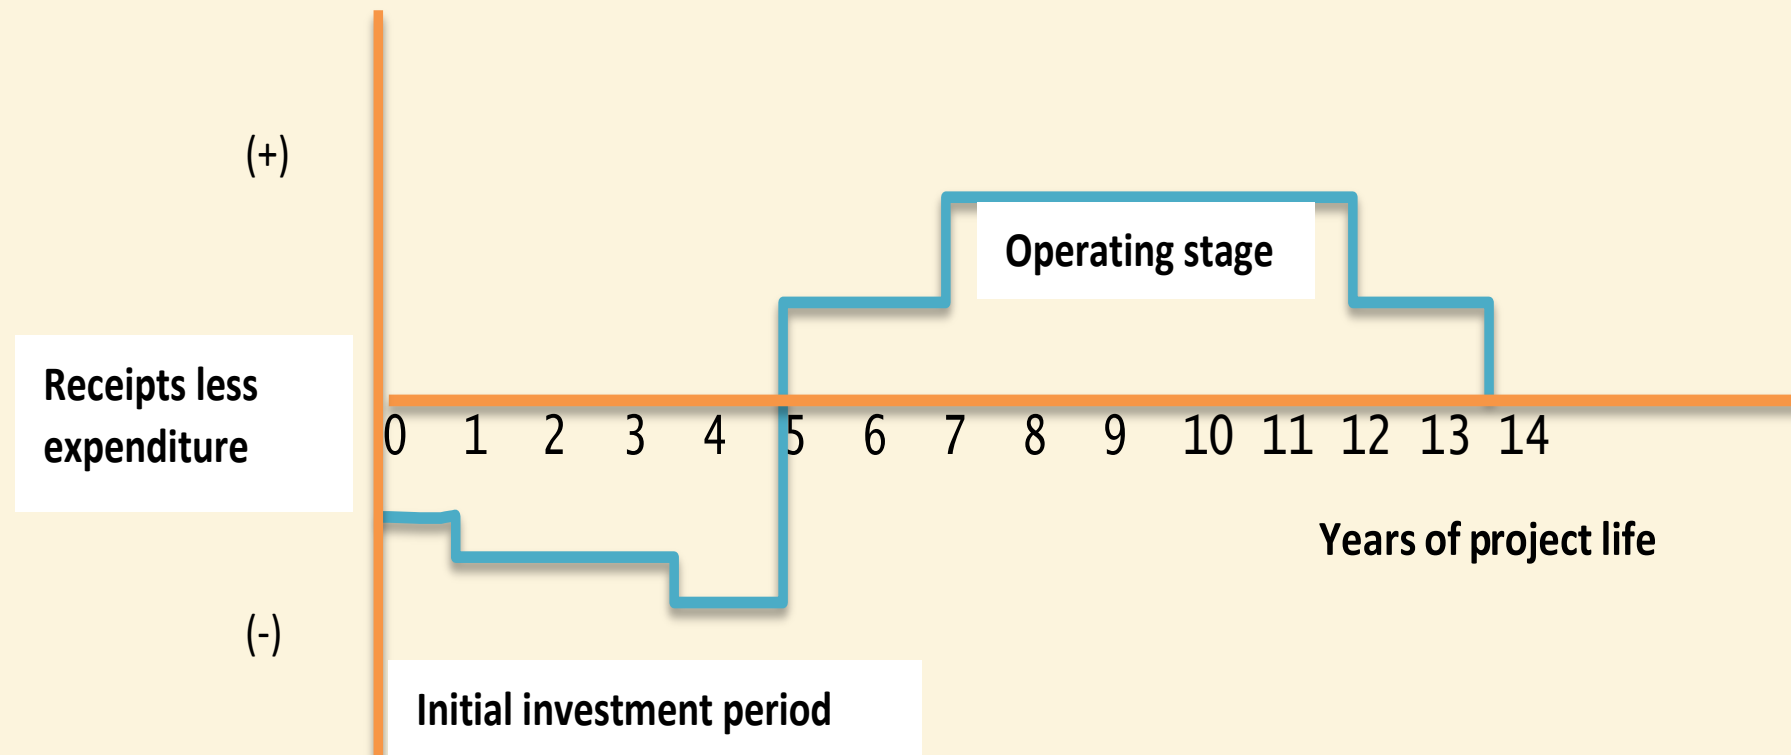 (+)
Operating stage
Receipts less
expenditure
0 1 2 3 4 5 6 7 8 9 10 11 12 13 14
Years of project life
(-)
Initial investment period